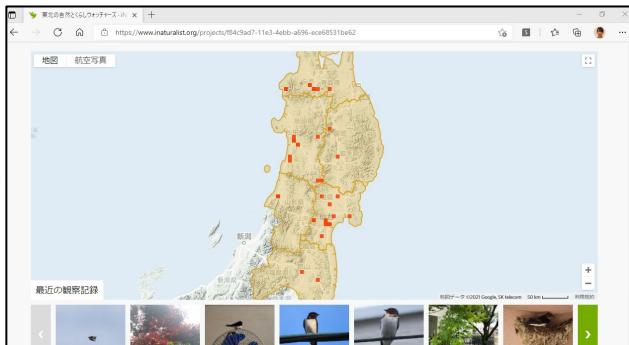 東北の自然とくらしウォッチャーズ · iN
https://www.inaturalist.org/projects/f84c9ad7-11e3-4ebb-a696-ece68531be62
地図 航空写真
新潟
最近の観察記録
地図データ ©2021 Google, SK telecom 50 km 利用規約